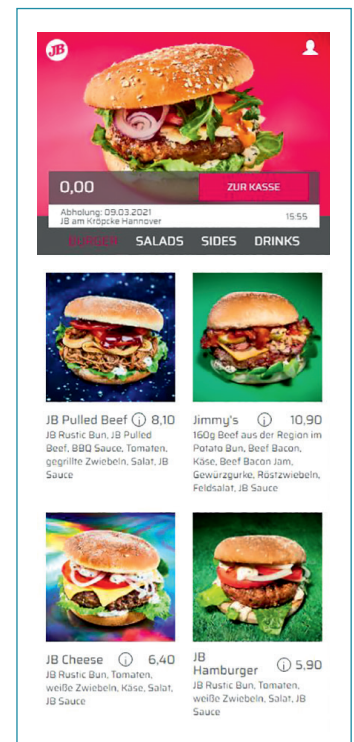 JB
0,00
ZUR KASSE
Abholung: 09.03.2021
JB am Kröpcke Hannover
15:55
BURGER SALADS SIDES DRINKS
JB Pulled Beef i 8,10
JB Rustic Bun, JB Pulled
Beef, BBQ Sauce, Tomaten,
gegrillte Zwiebeln, Salat, JB
Sauce
Jimmy's i 10,90
160g Beef aus der Region im
Potato Bun, Beef Bacon,
Käse, Beef Bacon Jam,
Gewürzgurke, Röstzwiebeln,
Feldsalat, JB Sauce
JB Cheese i 6,40
JB Rustic Bun, Tomaten,
weiße Zwiebeln, Käse, Salat,
JB Sauce
JB
Hamburger i 5,90
JB Rustic Bun, Tomaten,
weiße Zwiebeln, Salat, JB
Sauce